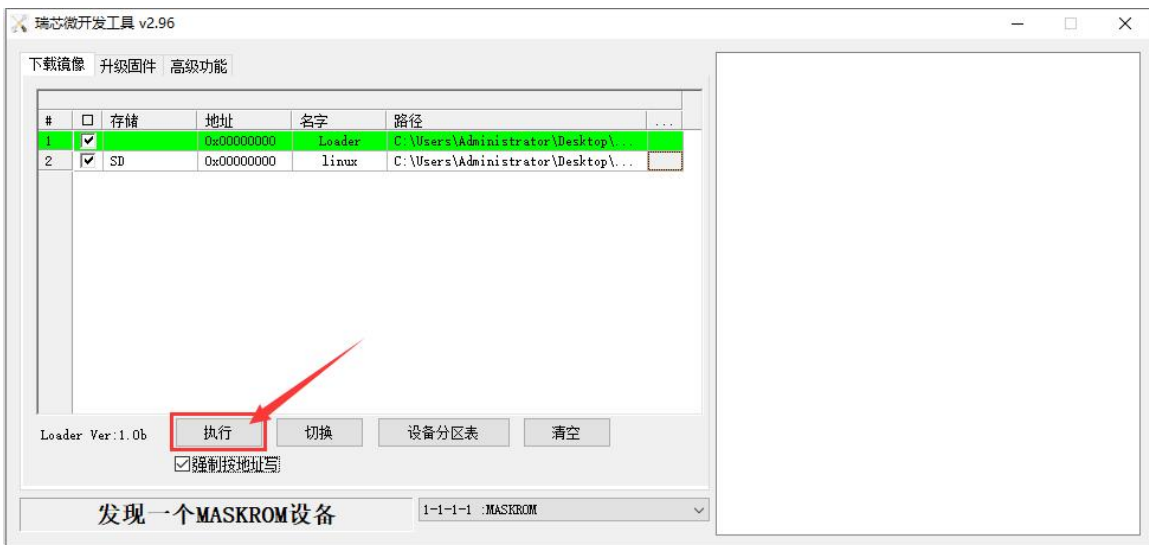 瑞芯微开发工具 v2.96
下载镜像 升级固件 高级功能
# 存储 地址 名字 路径 ...
1 0x00000000 Loader C:\Users\Administrator\Desktop\...
2 SD 0x00000000 linux C:\Users\Administrator\Desktop\...
Loader Ver:1.0b 执行 切换 设备分区表 清空
强制按地址写
发现一个MASKROM设备 1-1-1-1 :MASKROM